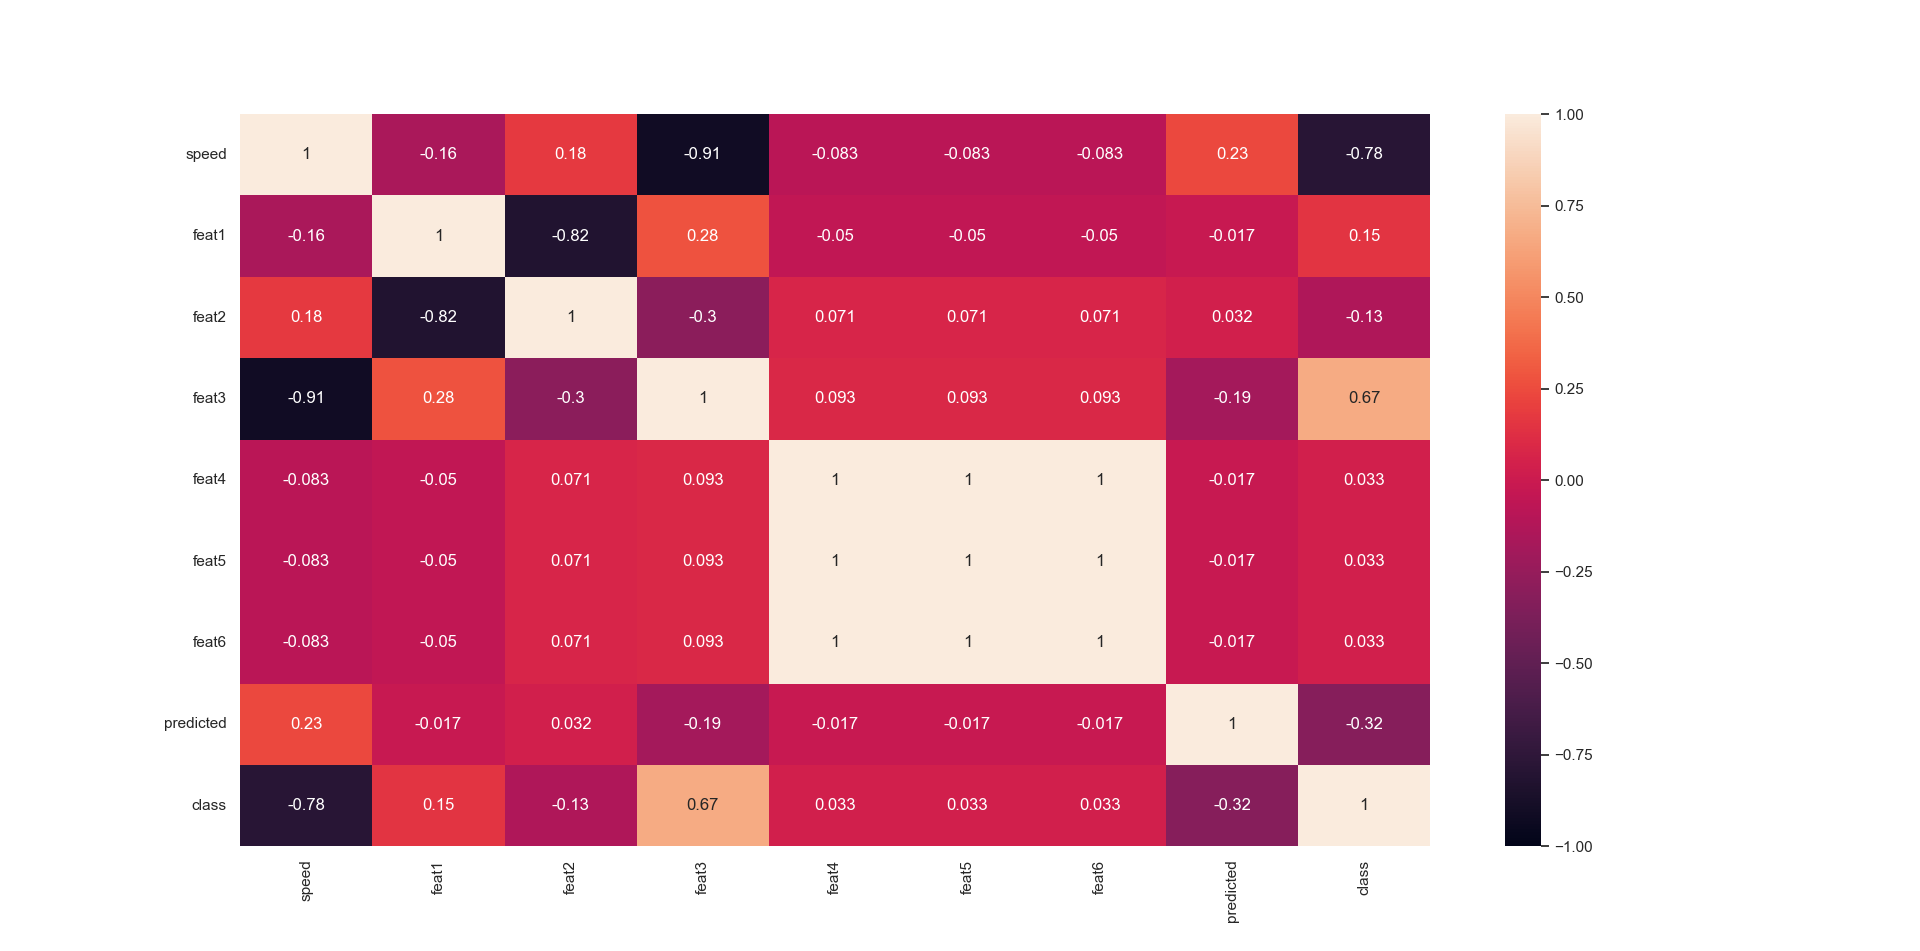 speed 1 -0.16 0.18 -0.91 -0.083 -0.083 -0.083 0.23 -0.78
feat1 -0.16 1 -0.82 0.28 -0.05 -0.05 -0.05 -0.017 0.15
feat2 0.18 -0.82 1 -0.3 0.071 0.071 0.071 0.032 -0.13
feat3 -0.91 0.28 -0.3 1 0.093 0.093 0.093 -0.19 0.67
feat4 -0.083 -0.05 0.071 0.093 1 1 1 -0.017 0.033
feat5 -0.083 -0.05 0.071 0.093 1 1 1 -0.017 0.033
feat6 -0.083 -0.05 0.071 0.093 1 1 1 -0.017 0.033
predicted 0.23 -0.017 0.032 -0.19 -0.017 -0.017 -0.017 1 -0.32
class -0.78 0.15 -0.13 0.67 0.033 0.033 0.033 -0.32 1
speed feat1 feat2 feat3 feat4 feat5 feat6 predicted class
1.00
0.75
0.50
0.25
0.00
−0.25
−0.50
−0.75
−1.00